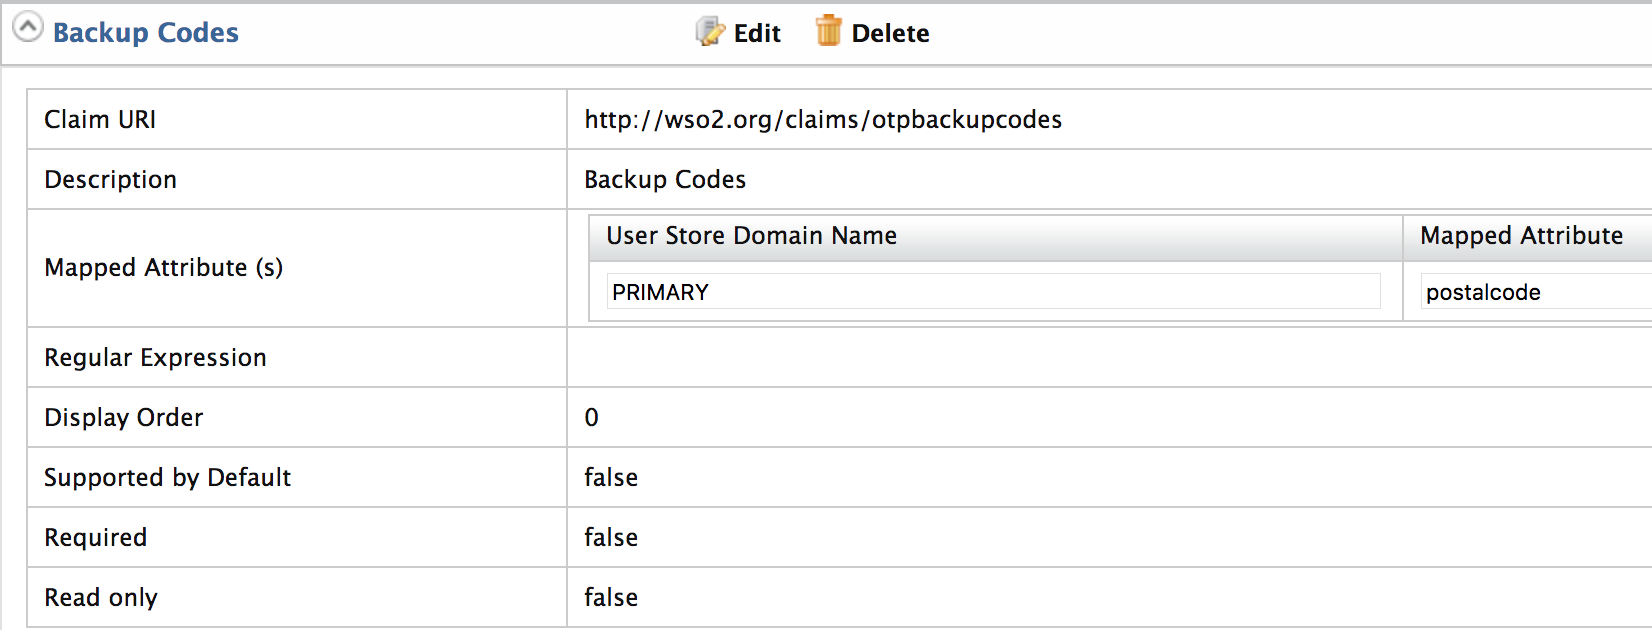 Backup Codes Edit Delete
Claim URI http://wso2.org/claims/otpbackupcodes
Description Backup Codes
User Store Domain Name Mapped Attribute
Mapped Attribute (s)
PRIMARY postalcode
Regular Expression
Display Order 0
Supported by Default false
Required false
Read only false